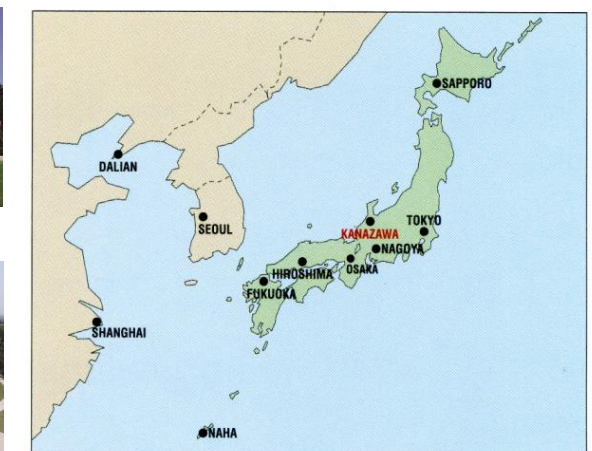 SAPPORO
DALIAN
SEOUL
TOKYO
KANAZAWA
NAGOYA
OSAKA
HIROSHIMA
FUKUOKA
SHANGHAI
NAHA